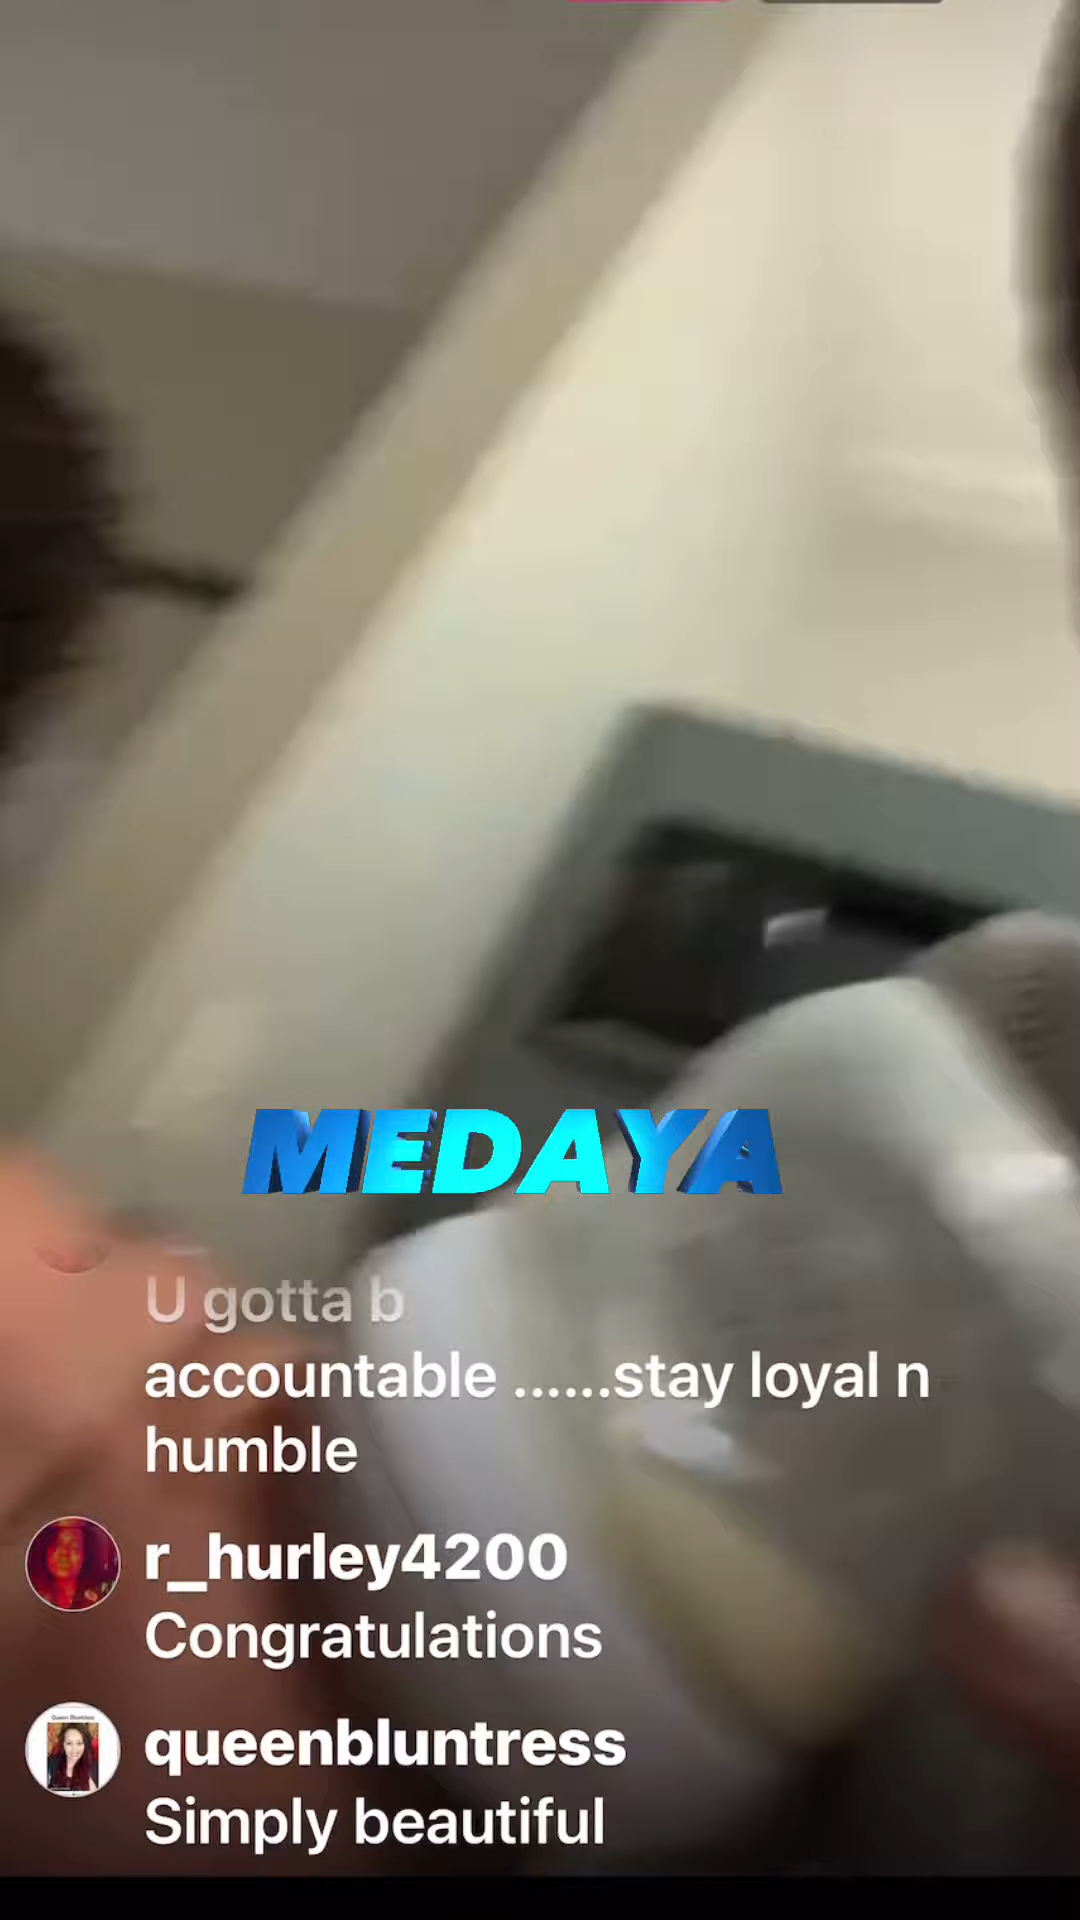 MEDAYA
U gotta b
accountable ......stay loyal n
humble
r_hurley4200
Congratulations
queenbluntress
Simply beautiful